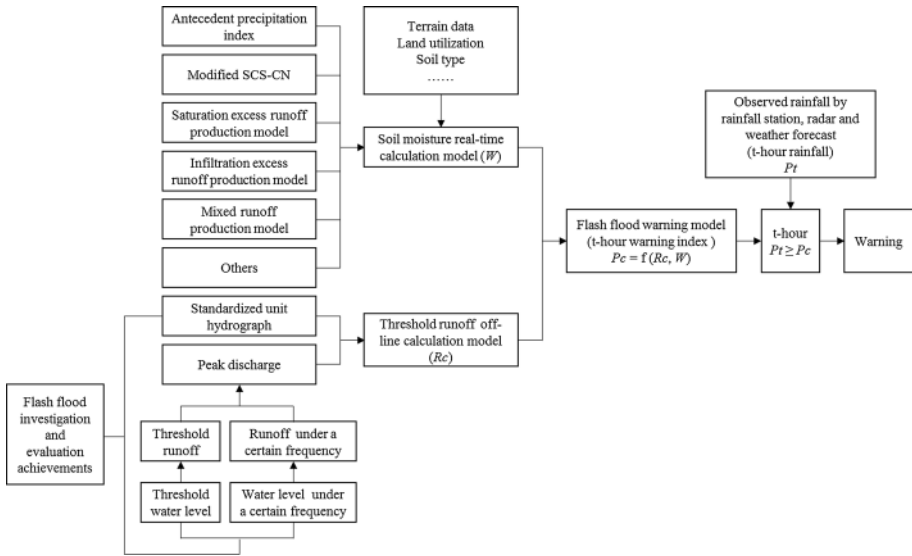 Antecedent precipitation
index
Modified SCS-CN
Saturation excess runoff
production model
Infiltration excess
runoff production model
Mixed runoff
production model
Others
Standardized unit
hydrograph
Peak discharge
Terrain data
Land utilization
Soil type
......
Soil moisture real-time
calculation model (W)
Threshold runoff off-
line calculation model
(Rc)
Observed rainfall by
rainfall station, radar and
weather forecast
(t-hour rainfall)
Pt
Flash flood warning model
(t-hour warning index )
Pc = f (Rc, W)
t-hour
Pt ≥ Pc
Warning
Flash flood
investigation
and
evaluation
achievements
Threshold
runoff
Runoff under a
certain frequency
Threshold
water level
Water level under
a certain frequency